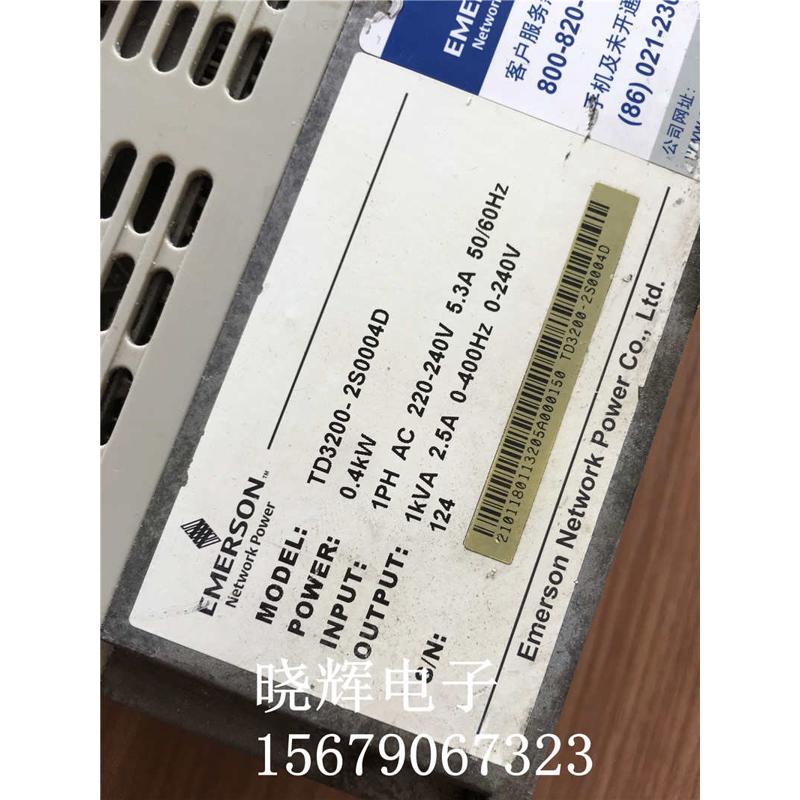 EMERSON
Network
客户服务
800-820-
手机及未开通
(86) 021-230
公司网址:
EMERSON™
Network Power
MODEL: TD3200-2S0004D
POWER: 0.4kW
INPUT: 1PH AC 220-240V 5.3A 50/60Hz
OUTPUT: 1kVA 2.5A 0-400Hz 0-240V
124
S/N:
2101180113205A000150 TD3200-2S0004D
Emerson Network Power Co., Ltd.
晓辉电子
15679067323